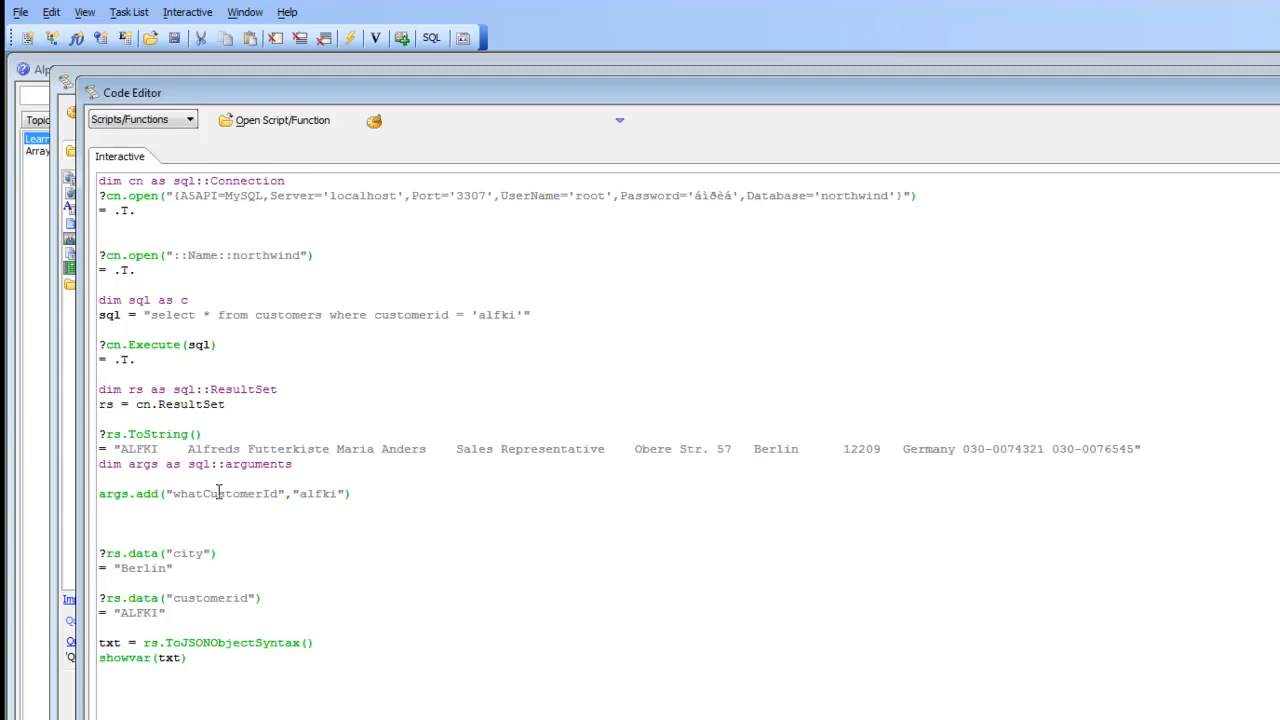 File Edit View Task List Interactive Window Help
V SQL
Alp
Code Editor
Scripts/Functions Open Script/Function
Topic
Lear
Array
Interactive
dim cn as sql::Connection
?cn.open("{A5API=MySQL,Server='localhost',Port='3307',UserName='root',Password='áìðèá',Database='northwind'}")
= .T.
?cn.open("::Name::northwind")
= .T.
dim sql as c
sql = "select * from customers where customerid = 'alfki'"
?cn.Execute(sql)
= .T.
dim rs as sql::ResultSet
rs = cn.ResultSet
?rs.ToString()
= "ALFKI Alfreds Futterkiste Maria Anders Sales Representative Obere Str. 57 Berlin 12209 Germany 030-0074321 030-0076545"
dim args as sql::arguments
args.add("whatCustomerId","alfki")
?rs.data("city")
= "Berlin"
?rs.data("customerid")
= "ALFKI"
txt = rs.ToJSONObjectSyntax()
showvar(txt)